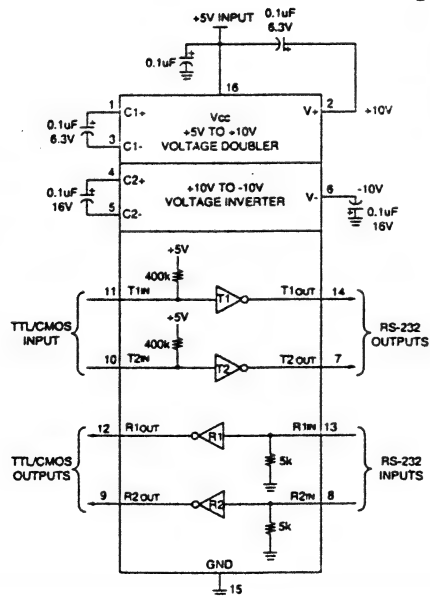 +5V INPUT
0.1uF
6.3V
0.1uF
16
1
C1+
Vcc
V+
2
+10V
0.1uF
6.3V
+5V TO +10V
VOLTAGE DOUBLER
3
C1-
4
C2+
0.1uF
16V
+10V TO -10V
VOLTAGE INVERTER
V-
6
-10V
5
C2-
0.1uF
16V
+5V
400k
11
T1IN
T1
T1OUT
14
TTL/CMOS
INPUT
+5V
400k
RS-232
OUTPUTS
10
T2IN
T2
T2OUT
7
12
R1OUT
R1
R1IN
13
TTL/CMOS
OUTPUTS
5k
RS-232
INPUTS
9
R2OUT
R2
R2IN
8
5k
GND
15